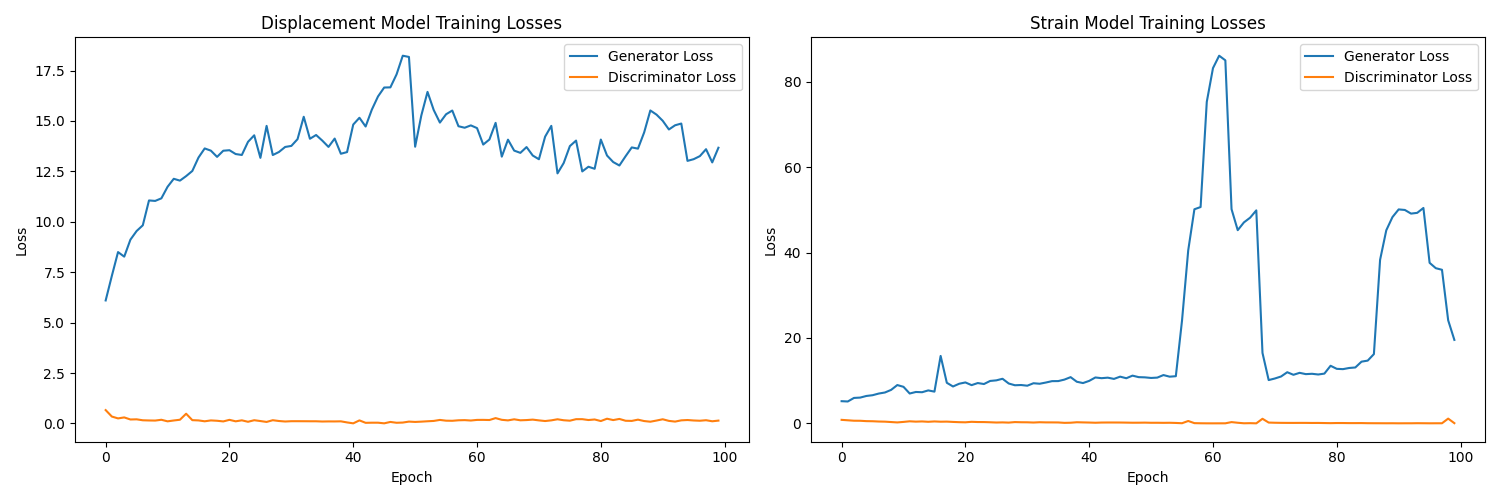 Displacement Model Training Losses
Generator Loss
Discriminator Loss
17.5
15.0
12.5
10.0
7.5
5.0
2.5
0.0
Loss
0 20 40 60 80 100
Epoch
Strain Model Training Losses
Generator Loss
Discriminator Loss
80
60
40
20
0
Loss
0 20 40 60 80 100
Epoch